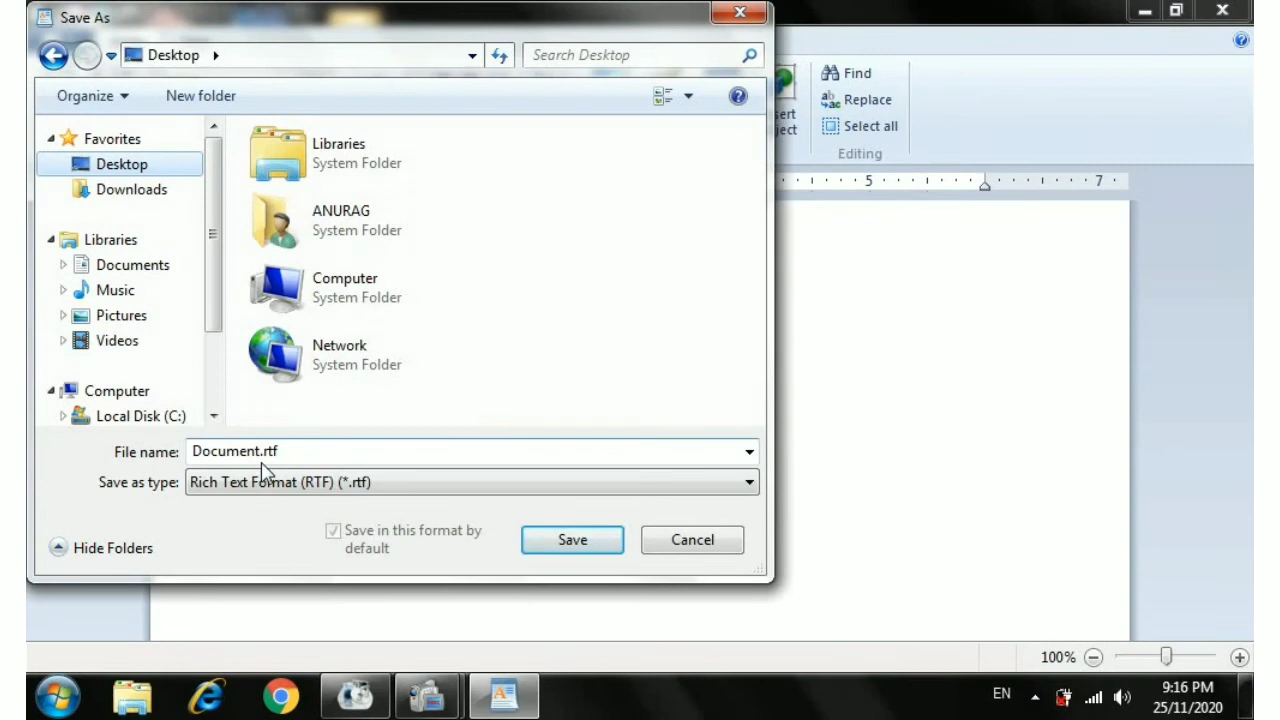 Save As
Desktop
Search Desktop
Organize
New folder
Favorites
Desktop
Downloads
Libraries
Documents
Music
Pictures
Videos
Computer
Local Disk (C:)
Libraries
System Folder
ANURAG
System Folder
Computer
System Folder
Network
System Folder
File name: Document.rtf
Save as type: Rich Text Format (RTF) (*.rtf)
Save in this format by
default
Save
Cancel
Hide Folders
Find
Replace
Select all
Editing
5 7
100%
EN
9:16 PM
25/11/2020